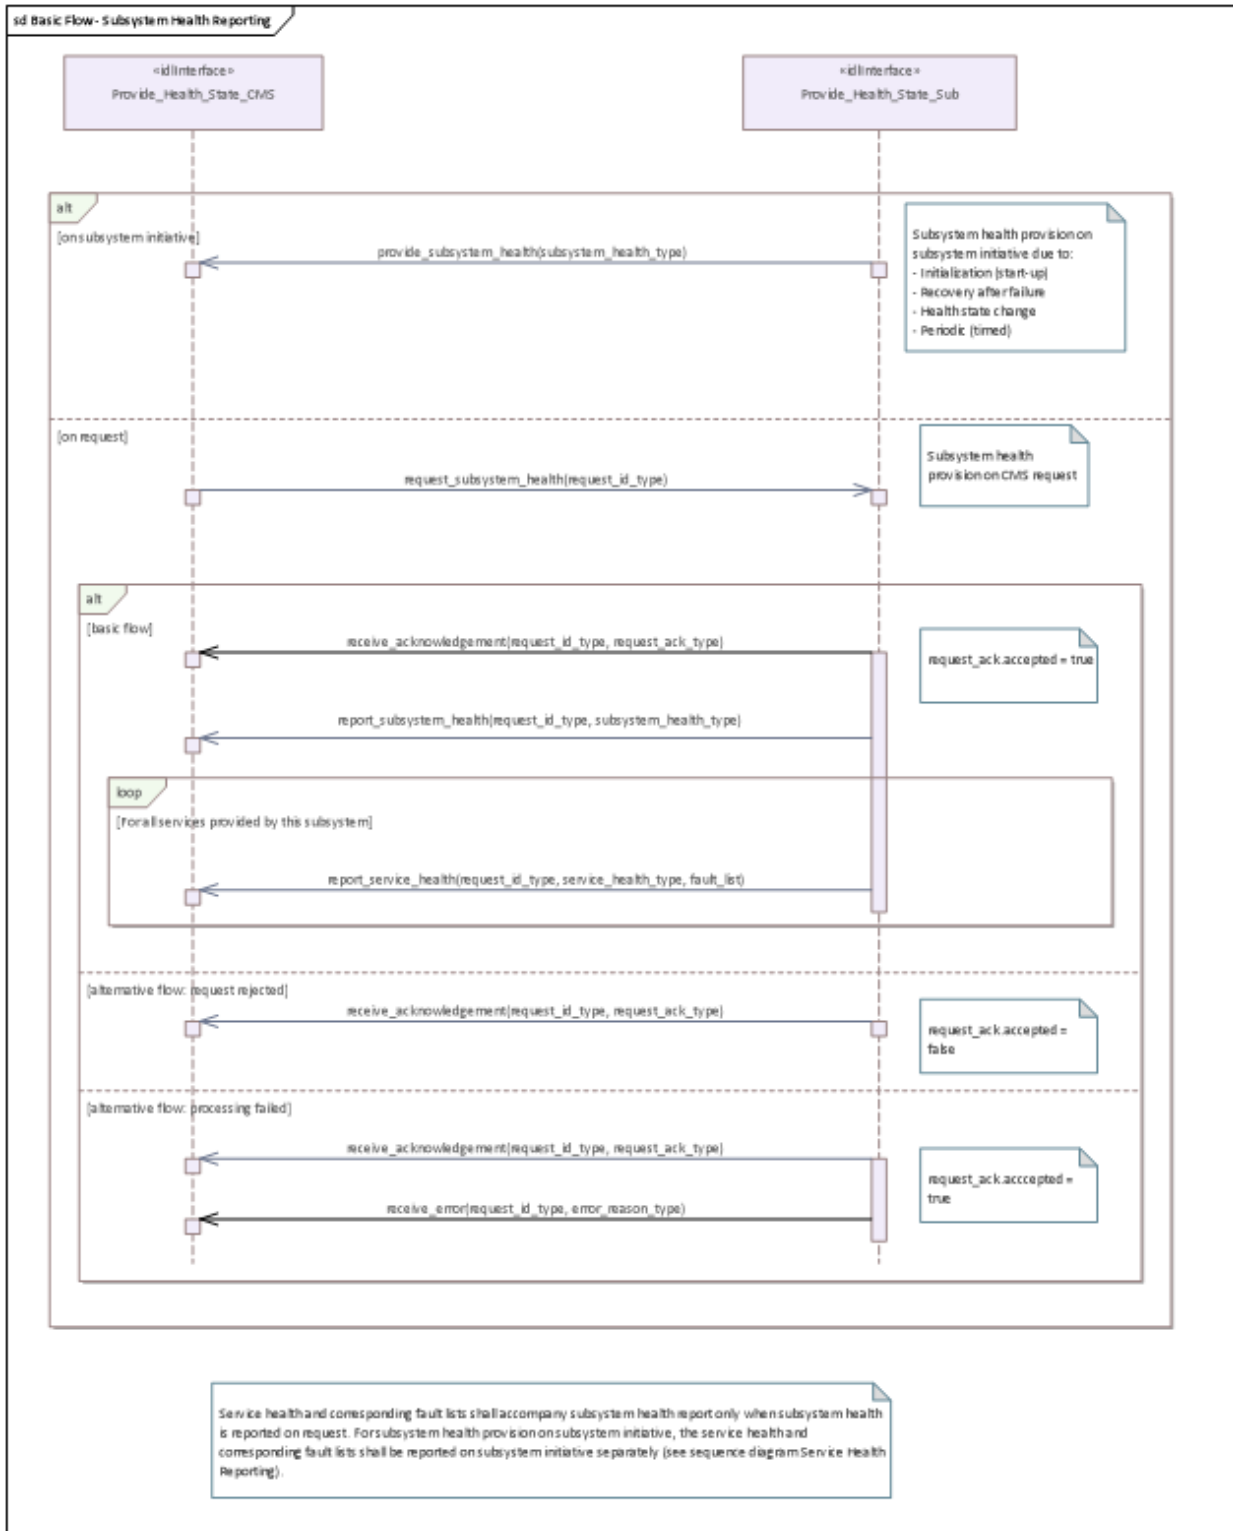 sd Basic Flow - Subsystem Health Reporting
«idlInterface»
Provide_Health_State_CMS
«idlInterface»
Provide_Health_State_Sub
alt
[on subsystem initiative]
provide_subsystem_health(subsystem_health_type)
Subsystem health provision on
subsystem initiative due to:
- Initialization (start-up)
- Recovery after failure
- Health state change
- Periodic (timed)
[on request]
Subsystem health
provision on CMS request
request_subsystem_health(request_id_type)
alt
[basic flow]
receive_acknowledgement(request_id_type, request_ack_type)
request_ack.accepted = true
report_subsystem_health(request_id_type, subsystem_health_type)
loop
[For all services provided by this subsystem]
report_service_health(request_id_type, service_health_type, fault_list)
[alternative flow: request rejected]
receive_acknowledgement(request_id_type, request_ack_type)
request_ack.accepted =
false
[alternative flow: processing failed]
receive_acknowledgement(request_id_type, request_ack_type)
request_ack.acccepted =
true
receive_error(request_id_type, error_reason_type)
Service health and corresponding fault lists shall accompany subsystem health report only when subsystem health
is reported on request. For subsystem health provision on subsystem initiative, the service health and
corresponding fault lists shall be reported on subsystem initiative separately (see sequence diagram Service Health
Reporting).